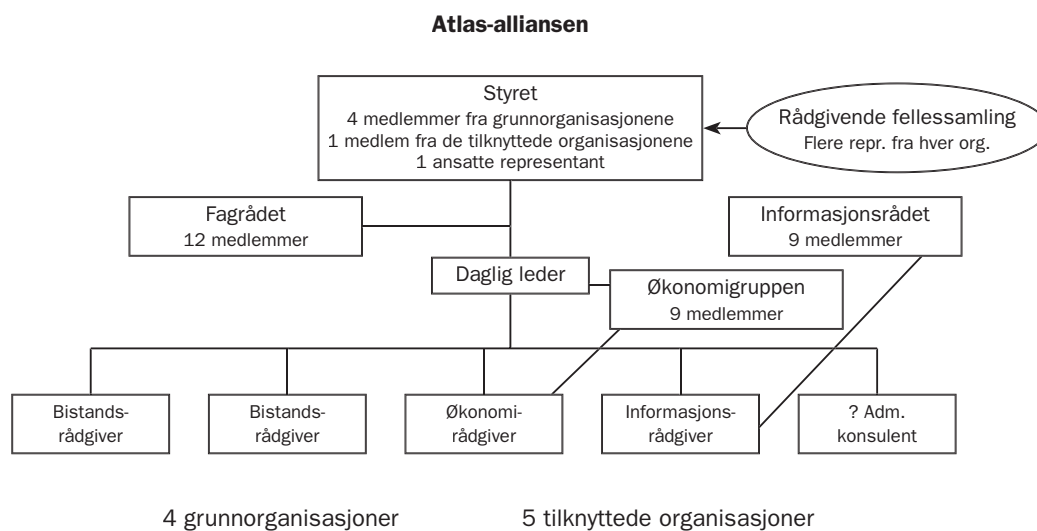 Atlas-alliansen
Styret
4 medlemmer fra grunnorganisasjonene
1 medlem fra de tilknyttede organisasjonene
1 ansatte representant
Rådgivende fellessamling
Flere repr. fra hver org.
Fagrådet
12 medlemmer
Informasjonsrådet
9 medlemmer
Daglig leder
Økonomigruppen
9 medlemmer
Bistands-
rådgiver
Bistands-
rådgiver
Økonomi-
rådgiver
Informasjons-
rådgiver
? Adm.
konsulent
4 grunnorganisasjoner
5 tilknyttede organisasjoner